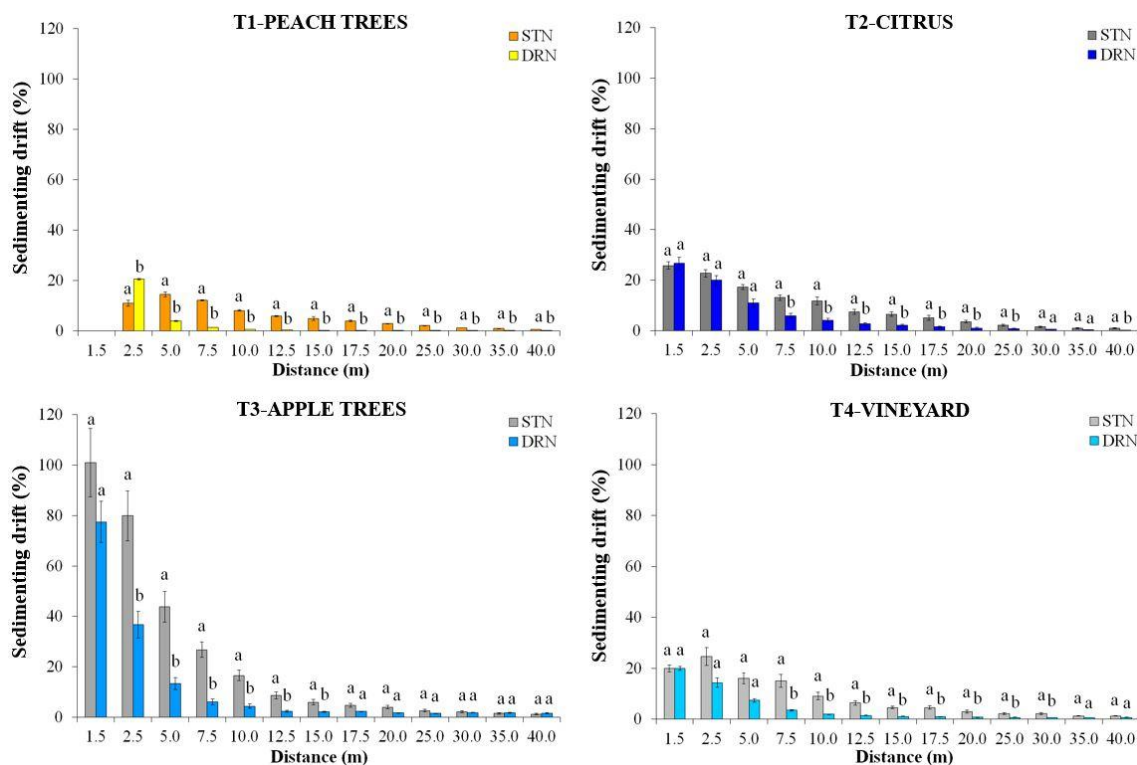 T1-PEACH TREES
STN
DRN
Sedimenting drift (%)
120
100
80
60
40
20
0
a b a b a b a b a b a b a b a b a b a b a b a b
1.5 2.5 5.0 7.5 10.0 12.5 15.0 17.5 20.0 25.0 30.0 35.0 40.0
Distance (m)
T2-CITRUS
STN
DRN
Sedimenting drift (%)
120
100
80
60
40
20
0
a a a a a a a b a b a b a b a b a b a b a a a a a b
1.5 2.5 5.0 7.5 10.0 12.5 15.0 17.5 20.0 25.0 30.0 35.0 40.0
Distance (m)
T3-APPLE TREES
STN
DRN
Sedimenting drift (%)
120
100
80
60
40
20
0
a a a b a b a b a b a b a b a a a a a a a a a a a a
1.5 2.5 5.0 7.5 10.0 12.5 15.0 17.5 20.0 25.0 30.0 35.0 40.0
Distance (m)
T4-VINEYARD
STN
DRN
Sedimenting drift (%)
120
100
80
60
40
20
0
a a a a a a a b a b a b a b a b a b a a a b a a a a
1.5 2.5 5.0 7.5 10.0 12.5 15.0 17.5 20.0 25.0 30.0 35.0 40.0
Distance (m)